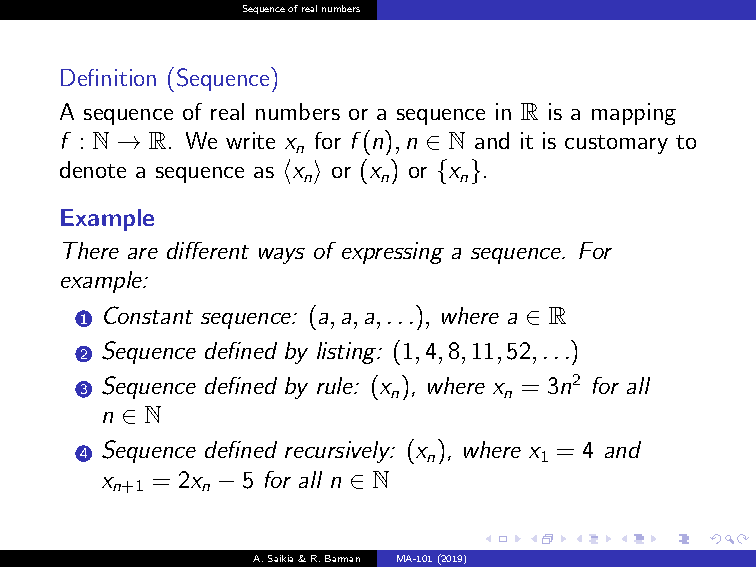 Sequence of real numbers
Definition (Sequence)
A sequence of real numbers or a sequence in ℝ is a mapping
f : ℕ → ℝ. We write xₙ for f(n), n ∈ ℕ and it is customary to
denote a sequence as ⟨xₙ⟩ or (xₙ) or {xₙ}.
Example
There are different ways of expressing a sequence. For
example:
1 Constant sequence: (a, a, a, . . .), where a ∈ ℝ
2 Sequence defined by listing: (1, 4, 8, 11, 52, . . .)
3 Sequence defined by rule: (xₙ), where xₙ = 3n² for all
n ∈ ℕ
4 Sequence defined recursively: (xₙ), where x₁ = 4 and
xₙ₊₁ = 2xₙ − 5 for all n ∈ ℕ
A. Saikia & R. Barman MA-101 (2019)